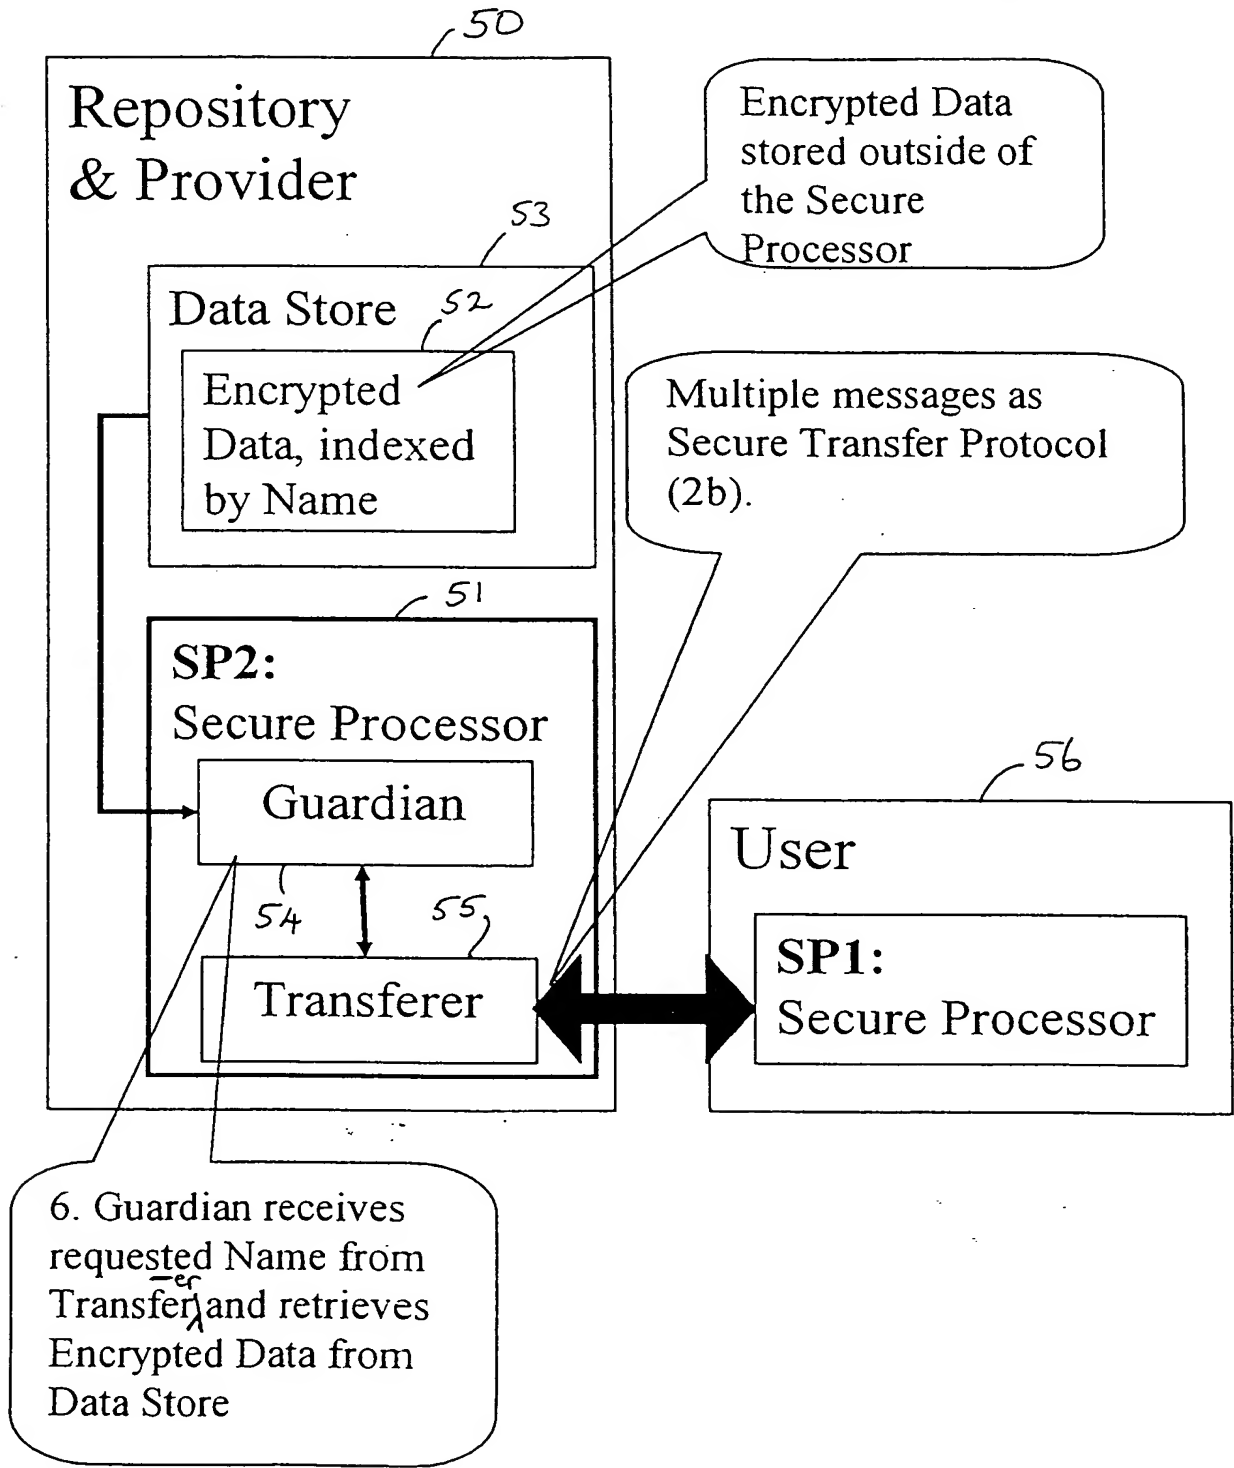 50
Repository
& Provider
Encrypted Data
stored outside of
the Secure
Processor
53
Data Store
52
Encrypted
Data, indexed
by Name
Multiple messages as
Secure Transfer Protocol
(2b).
51
SP2:
Secure Processor
Guardian
54
55
Transferer
56
User
SP1:
Secure Processor
6. Guardian receives
requested Name from
-er
Transfer and retrieves
Encrypted Data from
Data Store